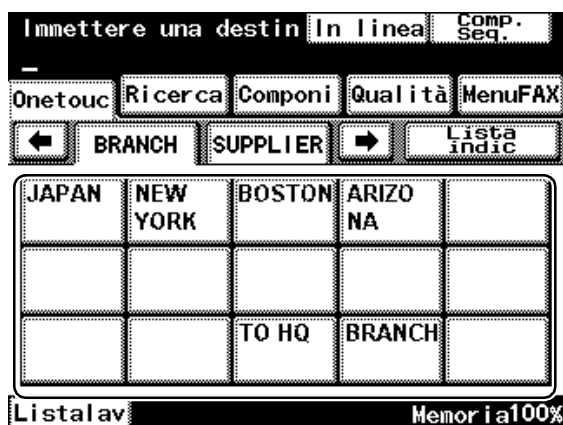 Immettere una destin In linea Comp.
Seq.
Onetouc Ricerca Componi Qualità MenuFAX
BRANCH SUPPLIER Lista
indic
JAPAN NEW BOSTON ARIZO
YORK NA
TO HQ BRANCH
Listalav Memoria100%